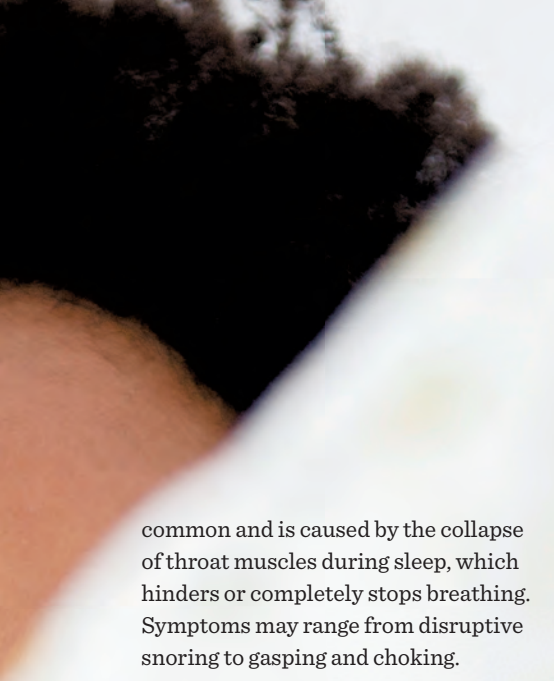 common and is caused by the collapse
of throat muscles during sleep, which
hinders or completely stops breathing.
Symptoms may range from disruptive
snoring to gasping and choking.